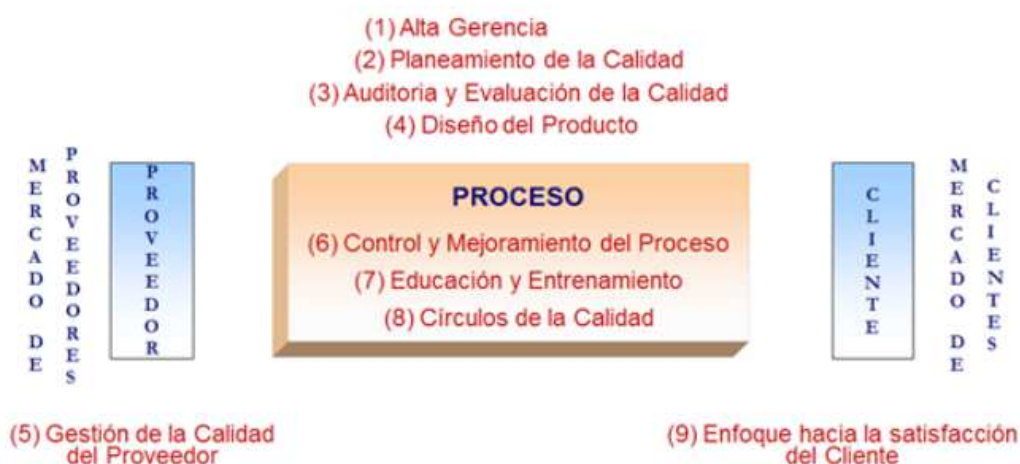 (1) Alta Gerencia
(2) Planeamiento de la Calidad
(3) Auditoria y Evaluación de la Calidad
(4) Diseño del Producto
MERCADO DE
PROVEEDORES
PROVEEDOR
PROCESO
(6) Control y Mejoramiento del Proceso
(7) Educación y Entrenamiento
(8) Círculos de la Calidad
CLIENTE
MERCADO DE
CLIENTES
(5) Gestión de la Calidad
del Proveedor
(9) Enfoque hacia la satisfacción
del Cliente